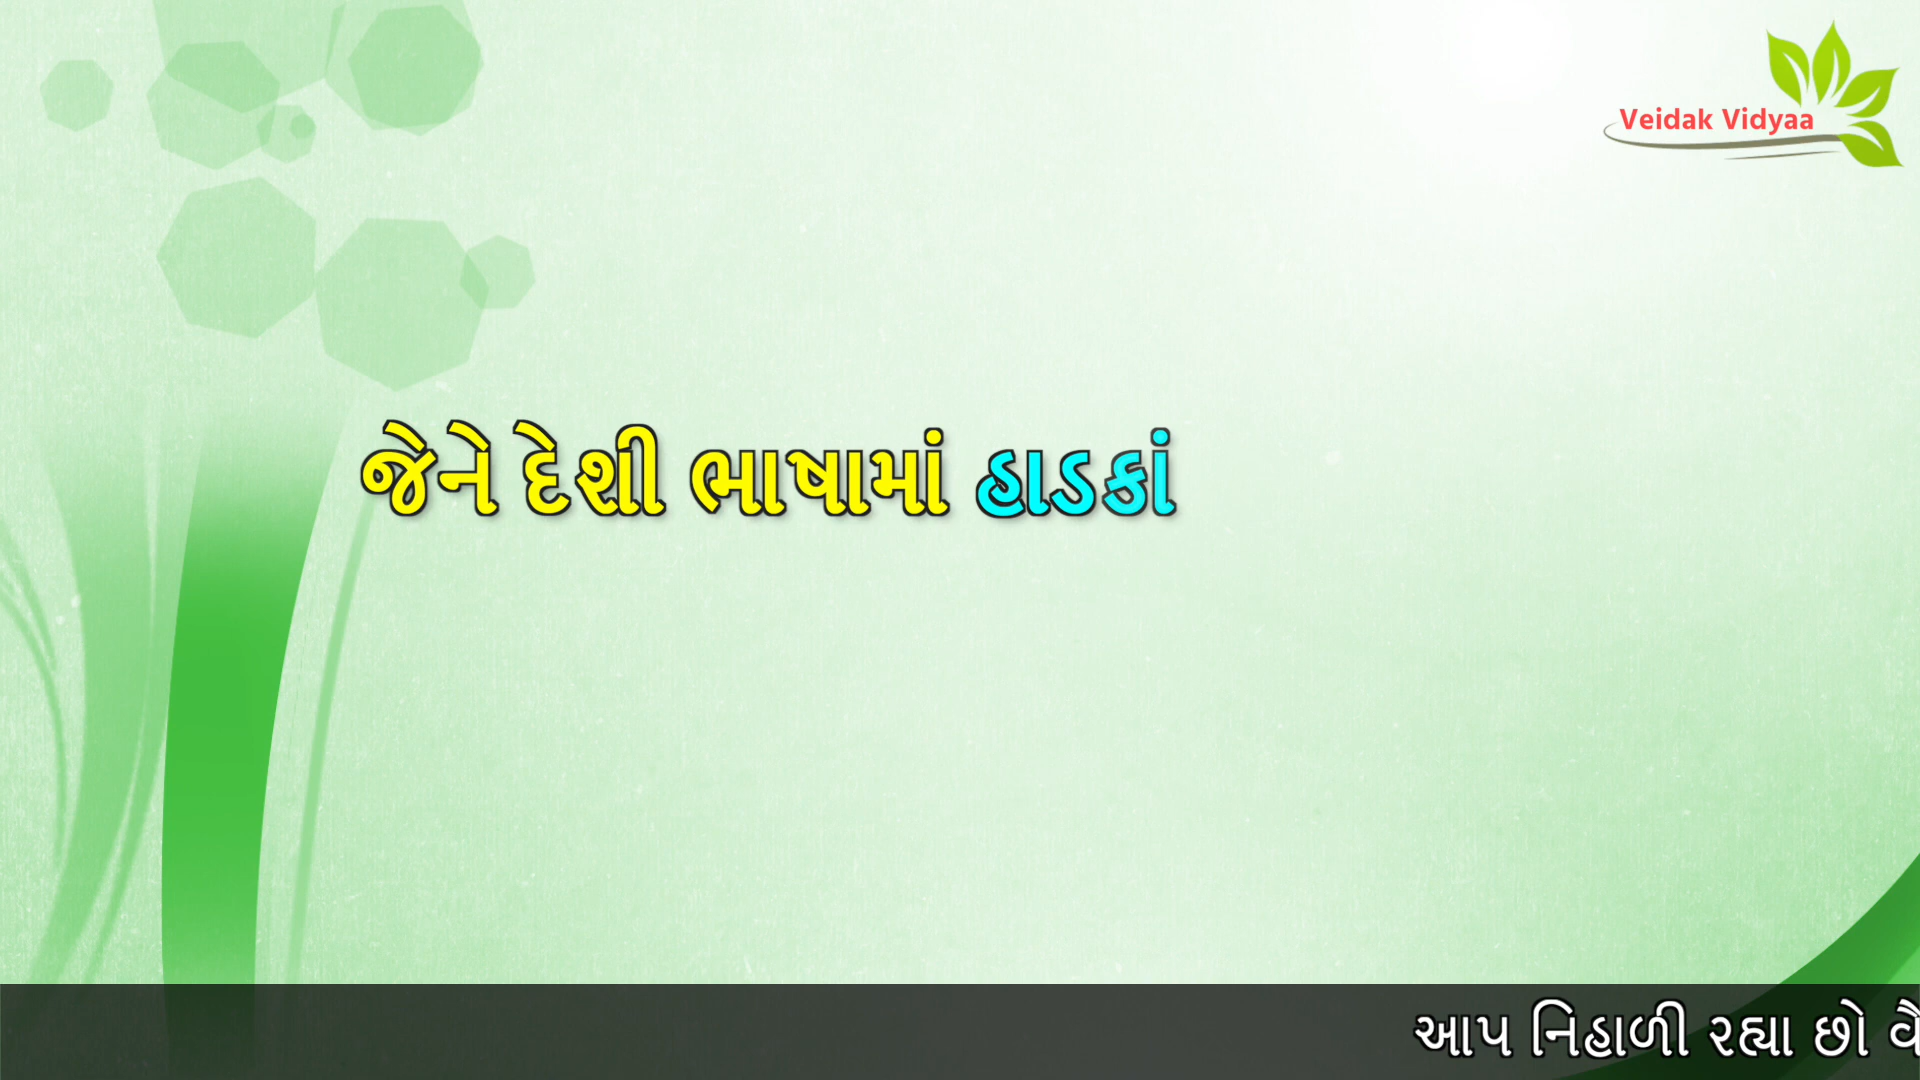 Veidak Vidyaa
જેને દેશી ભાષામાં હાડકાં
આપ નિહાળી રહ્યા છો